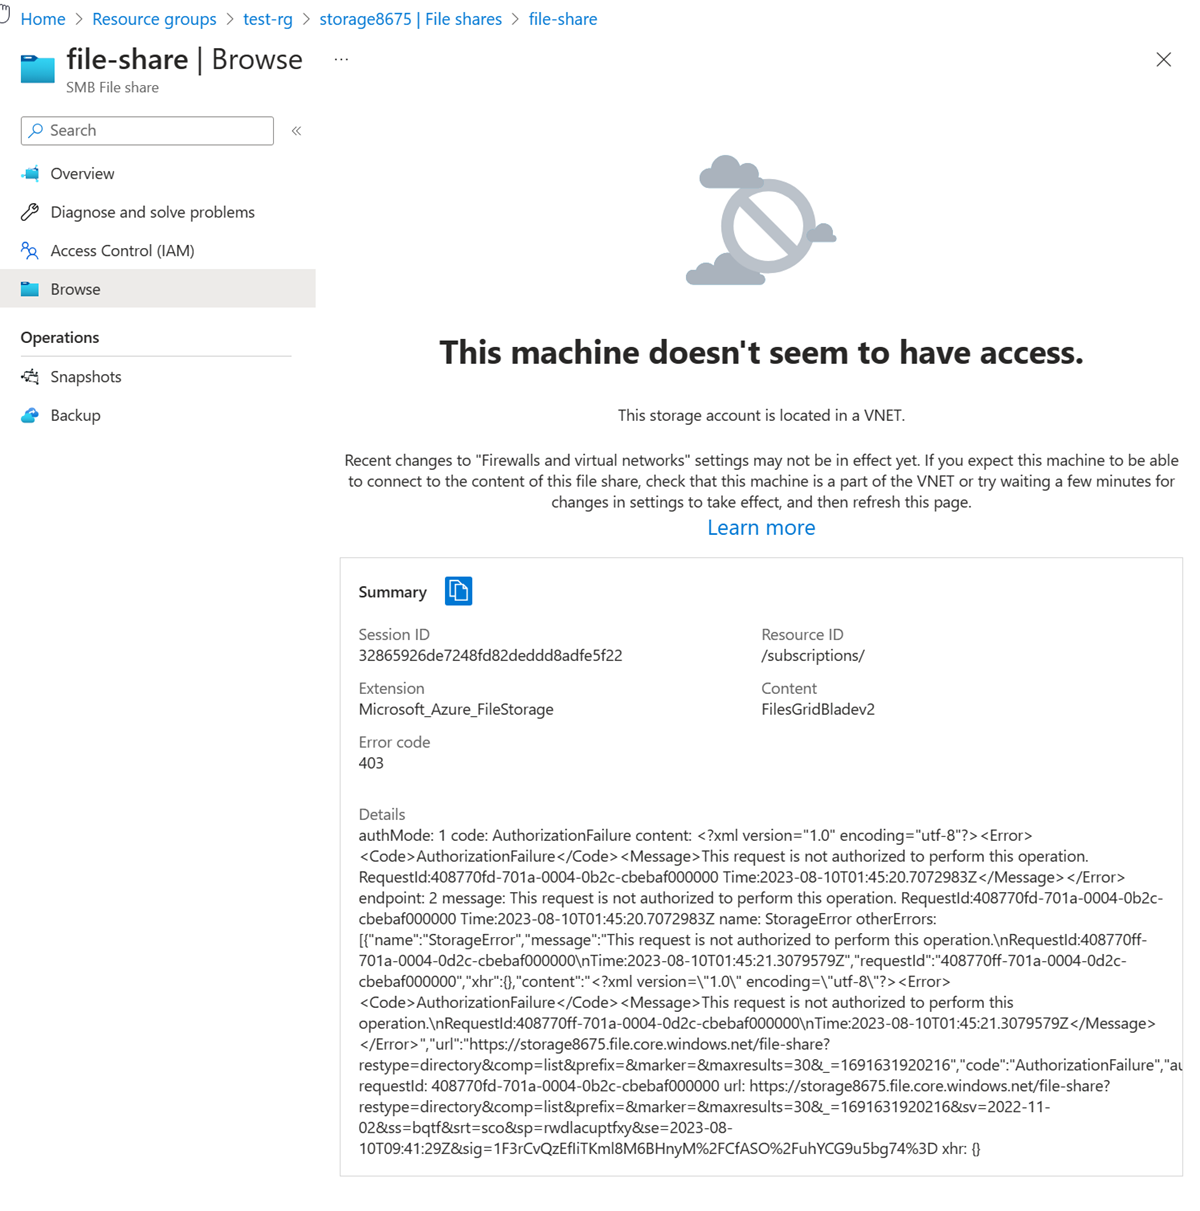 Home > Resource groups > test-rg > storage8675 | File shares > file-share
file-share | Browse ...
SMB File share
Search «
Overview
Diagnose and solve problems
Access Control (IAM)
Browse
Operations
Snapshots
Backup
This machine doesn't seem to have access.
This storage account is located in a VNET.
Recent changes to "Firewalls and virtual networks" settings may not be in effect yet. If you expect this machine to be able
to connect to the content of this file share, check that this machine is a part of the VNET or try waiting a few minutes for
changes in settings to take effect, and then refresh this page.
Learn more
Summary
Session ID
32865926de7248fd82deddd8adfe5f22
Resource ID
/subscriptions/
Extension
Microsoft_Azure_FileStorage
Content
FilesGridBladev2
Error code
403
Details
authMode: 1 code: AuthorizationFailure content: <?xml version="1.0" encoding="utf-8"?><Error>
<Code>AuthorizationFailure</Code><Message>This request is not authorized to perform this operation.
RequestId:408770fd-701a-0004-0b2c-cbebaf000000 Time:2023-08-10T01:45:20.7072983Z</Message></Error>
endpoint: 2 message: This request is not authorized to perform this operation. RequestId:408770fd-701a-0004-0b2c-
cbebaf000000 Time:2023-08-10T01:45:20.7072983Z name: StorageError otherErrors:
[{"name":"StorageError","message":"This request is not authorized to perform this operation.\nRequestId:408770ff-
701a-0004-0d2c-cbebaf000000\nTime:2023-08-10T01:45:21.3079579Z","requestId":"408770ff-701a-0004-0d2c-
cbebaf000000","xhr":{},"content":"<?xml version=\"1.0\" encoding=\"utf-8\"?><Error>
<Code>AuthorizationFailure</Code><Message>This request is not authorized to perform this
operation.\nRequestId:408770ff-701a-0004-0d2c-cbebaf000000\nTime:2023-08-10T01:45:21.3079579Z</Message>
</Error>","url":"https://storage8675.file.core.windows.net/file-share?
restype=directory&comp=list&prefix=&marker=&maxresults=30&_=1691631920216","code":"AuthorizationFailure","au
requestId: 408770fd-701a-0004-0b2c-cbebaf000000 url: https://storage8675.file.core.windows.net/file-share?
restype=directory&comp=list&prefix=&marker=&maxresults=30&_=1691631920216&sv=2022-11-
02&ss=bqtf&srt=sco&sp=rwdlacuptfxy&se=2023-08-
10T09:41:29Z&sig=1F3rCvQzEfliTKml8M6BHnyM%2FCfASO%2FuhYCG9u5bg74%3D xhr: {}